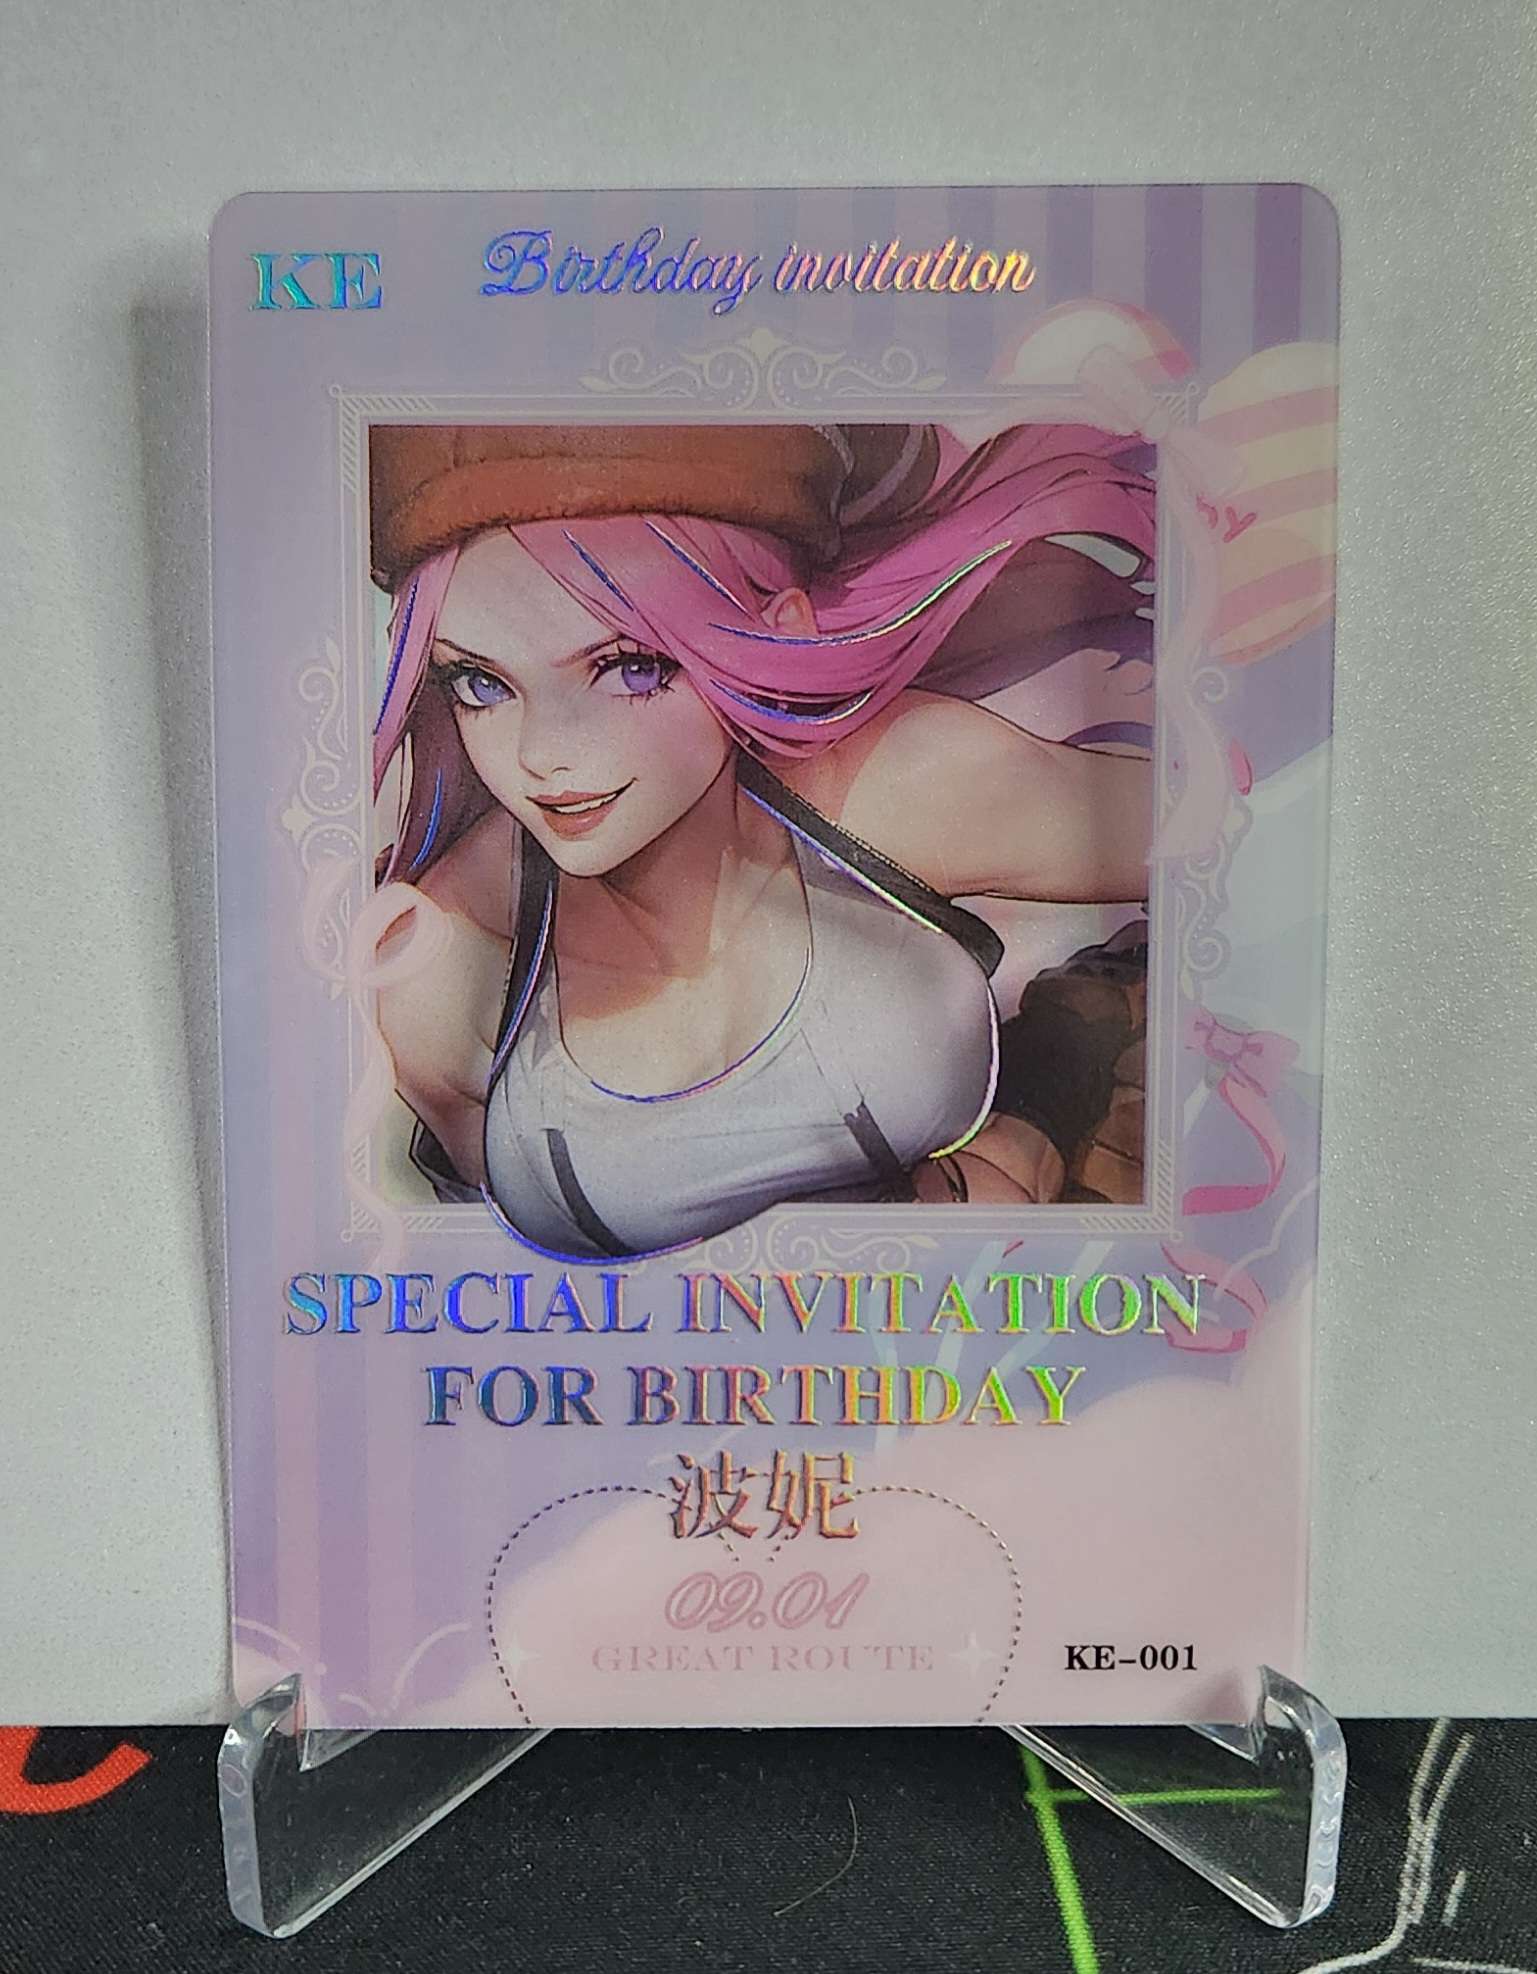 KE
Birthday invitation
SPECIAL INVITATION
FOR BIRTHDAY
波妮
09.01
GREAT ROUTE
KE-001